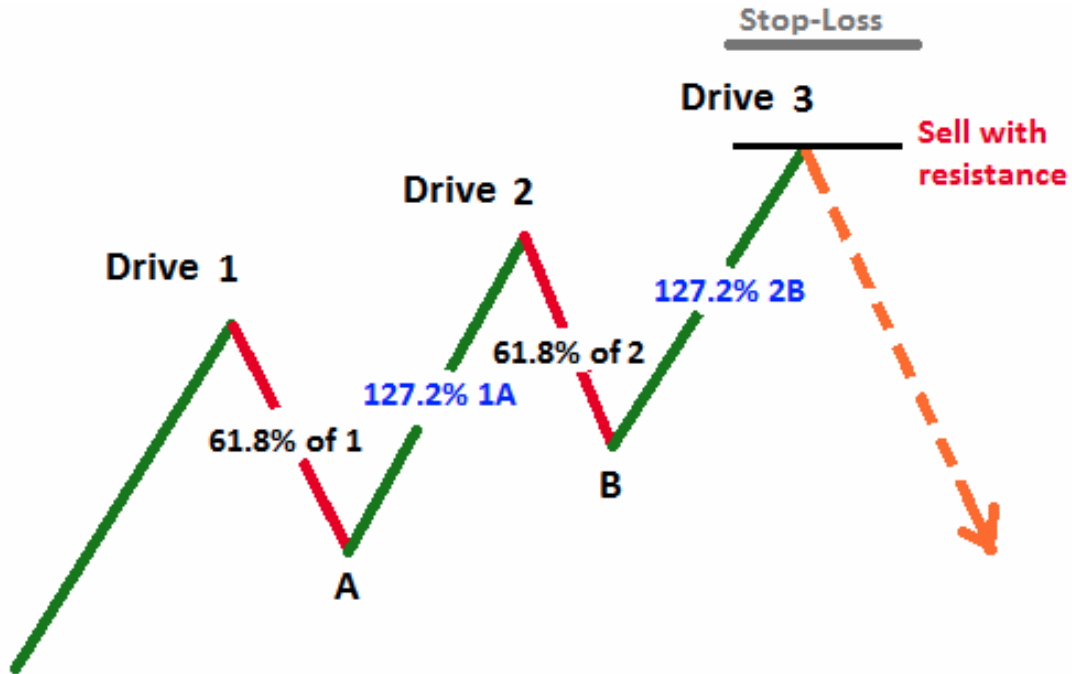 Stop-Loss
Drive 3
Sell with
resistance
Drive 2
Drive 1
127.2% 2B
61.8% of 2
127.2% 1A
61.8% of 1
B
A